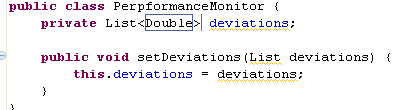 public class PerpformanceMonitor {
    private List<Double> deviations;
    public void setDeviations(List deviations) {
        this.deviations = deviations;
    }
}